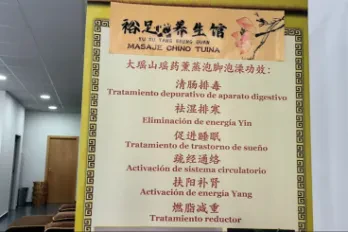 裕足道养生馆
YU ZU TANG YANG SHENG GUAN
MASAJE CHINO TUINA
大瑶山瑶药熏蒸泡脚泡澡功效：
清肠排毒
Tratamiento depurativo de aparato digestivo
祛湿排寒
Eliminación de energía Yin
促进睡眠
Tratamiento de trastorno de sueño
疏经通络
Activación de sistema circulatorio
扶阳补肾
Activación de energía Yang
燃脂减重
Tratamiento reductor